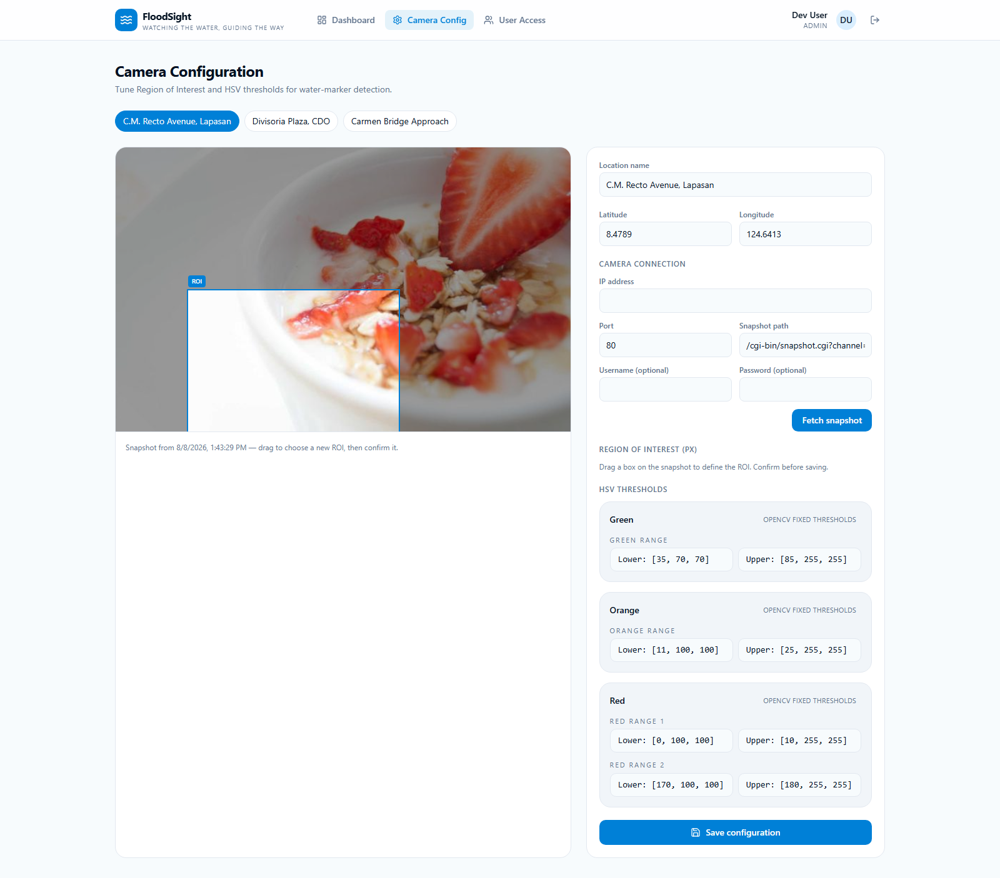 FloodSight
WATCHING THE WATER, GUIDING THE WAY
Dashboard
Camera Config
User Access
Dev User
ADMIN
DU
Camera Configuration
Tune Region of Interest and HSV thresholds for water-marker detection.
C.M. Recto Avenue, Lapasan
Divisoria Plaza, CDO
Carmen Bridge Approach
ROI
Snapshot from 8/8/2026, 1:43:29 PM — drag to choose a new ROI, then confirm it.
Location name
C.M. Recto Avenue, Lapasan
Latitude
Longitude
8.4789
124.6413
CAMERA CONNECTION
IP address
Port
Snapshot path
80
/cgi-bin/snapshot.cgi?channel=
Username (optional)
Password (optional)
Fetch snapshot
REGION OF INTEREST (PX)
Drag a box on the snapshot to define the ROI. Confirm before saving.
HSV THRESHOLDS
Green
OPENCV FIXED THRESHOLDS
GREEN RANGE
Lower: [35, 70, 70]
Upper: [85, 255, 255]
Orange
OPENCV FIXED THRESHOLDS
ORANGE RANGE
Lower: [11, 100, 100]
Upper: [25, 255, 255]
Red
OPENCV FIXED THRESHOLDS
RED RANGE 1
Lower: [0, 100, 100]
Upper: [10, 255, 255]
RED RANGE 2
Lower: [170, 100, 100]
Upper: [180, 255, 255]
Save configuration